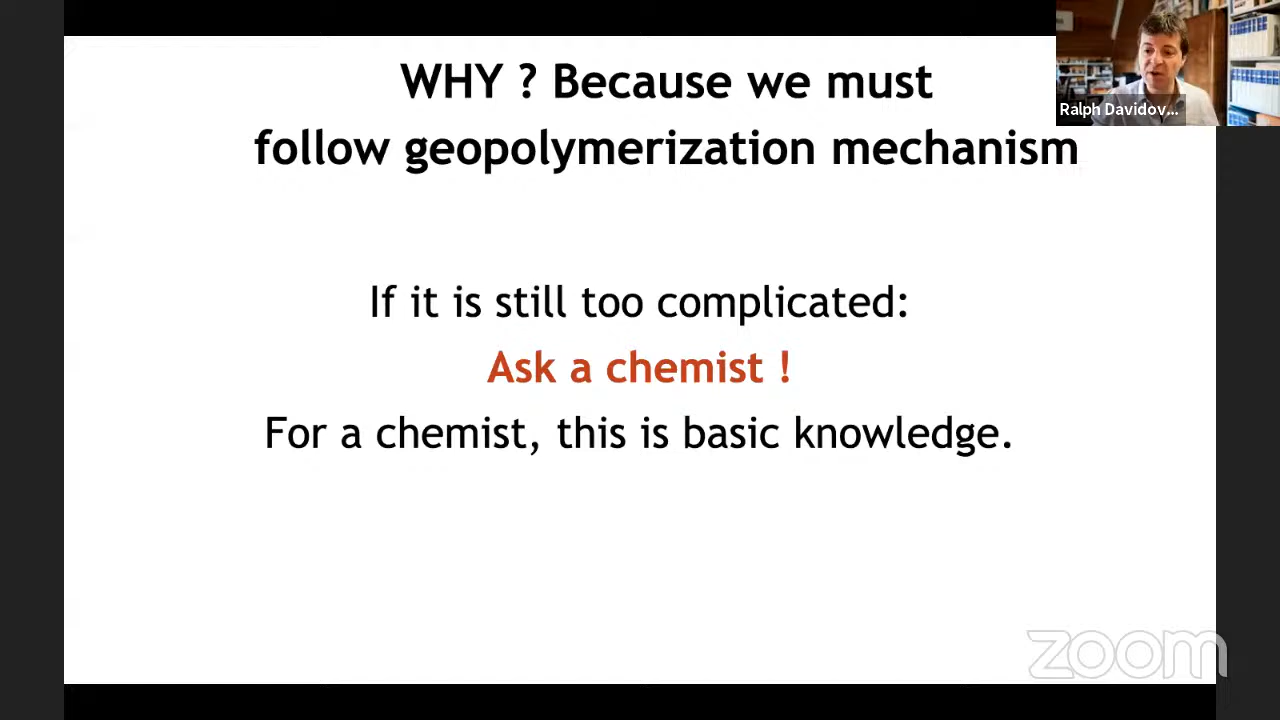 WHY ? Because we must
follow geopolymerization mechanism
Ralph Davidov...
If it is still too complicated:
Ask a chemist !
For a chemist, this is basic knowledge.
zoom